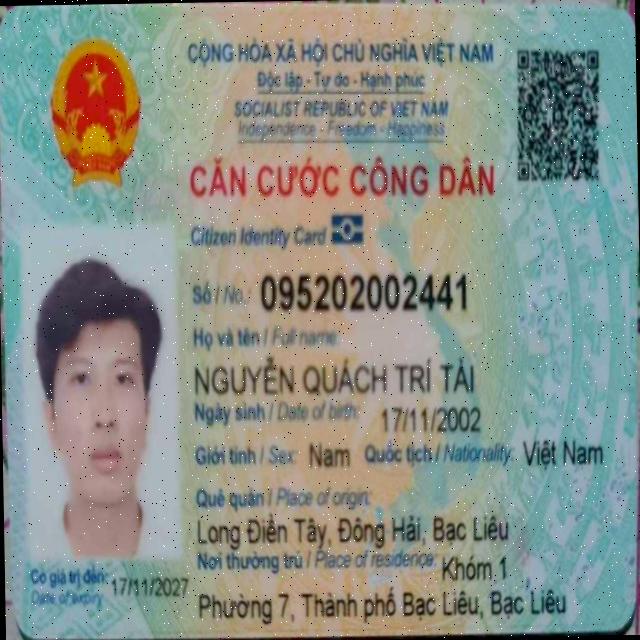 CỘNG HÒA XÃ HỘI CHỦ NGHĨA VIỆT NAM
Độc lập - Tự do - Hạnh phúc
SOCIALIST REPUBLIC OF VIET NAM
Independence - Freedom - Happiness
CĂN CƯỚC CÔNG DÂN
Citizen Identity Card
Số / No.: 095202002441
Họ và tên / Full name:
NGUYỄN QUÁCH TRÍ TÀI
Ngày sinh / Date of birth: 17/11/2002
Giới tính / Sex: Nam Quốc tịch / Nationality: Việt Nam
Quê quán / Place of origin:
Long Điền Tây, Đông Hải, Bạc Liêu
Nơi thường trú / Place of residence: Khóm 1
Phường 7, Thành phố Bạc Liêu, Bạc Liêu
Có giá trị đến: 17/11/2027
Date of expiry